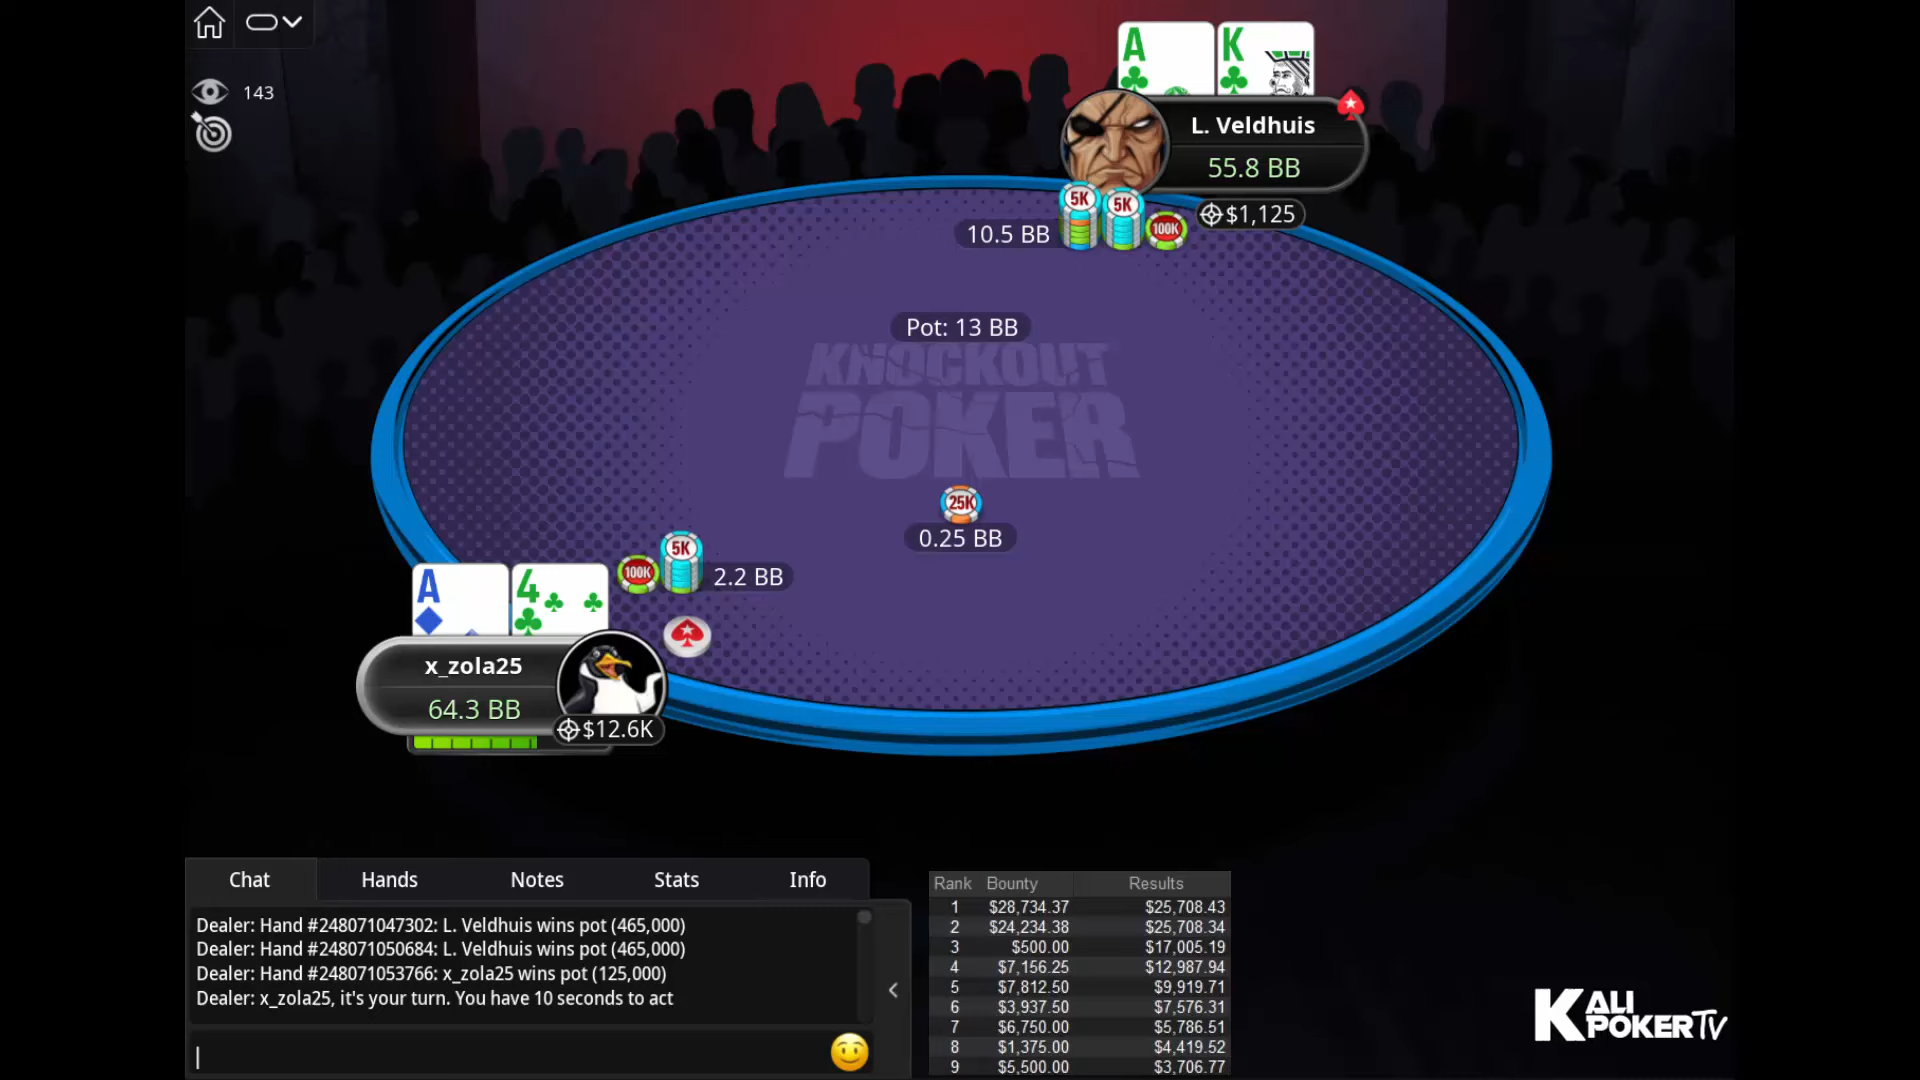 143
A
K
L. Veldhuis
55.8 BB
$1,125
5K
5K
100K
10.5 BB
Pot: 13 BB
KNOCKOUT
POKER
25K
0.25 BB
5K
100K
2.2 BB
A
4
x_zola25
64.3 BB
$12.6K
Chat Hands Notes Stats Info
Dealer: Hand #248071047302: L. Veldhuis wins pot (465,000)
Dealer: Hand #248071050684: L. Veldhuis wins pot (465,000)
Dealer: Hand #248071053766: x_zola25 wins pot (125,000)
Dealer: x_zola25, it's your turn. You have 10 seconds to act
Rank Bounty Results
1 $28,734.37 $25,708.43
2 $24,234.38 $25,708.34
3 $500.00 $17,005.19
4 $7,156.25 $12,987.94
5 $7,812.50 $9,919.71
6 $3,937.50 $7,576.31
7 $6,750.00 $5,786.51
8 $1,375.00 $4,419.52
9 $5,500.00 $3,706.77
KALI
POKERTV